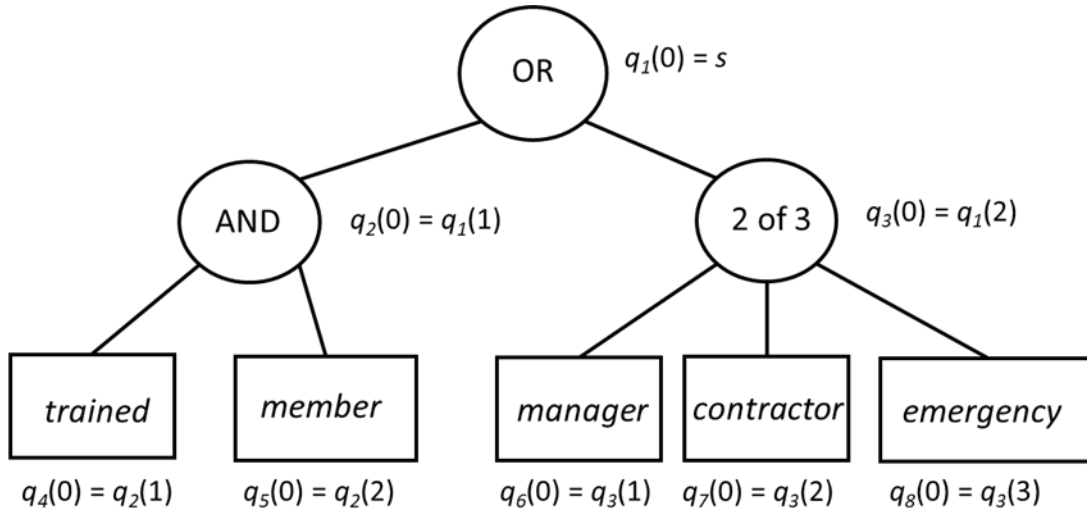 OR
q₁(0) = s
AND
q₂(0) = q₁(1)
2 of 3
q₃(0) = q₁(2)
trained
member
manager
contractor
emergency
q₄(0) = q₂(1)
q₅(0) = q₂(2)
q₆(0) = q₃(1)
q₇(0) = q₃(2)
q₈(0) = q₃(3)